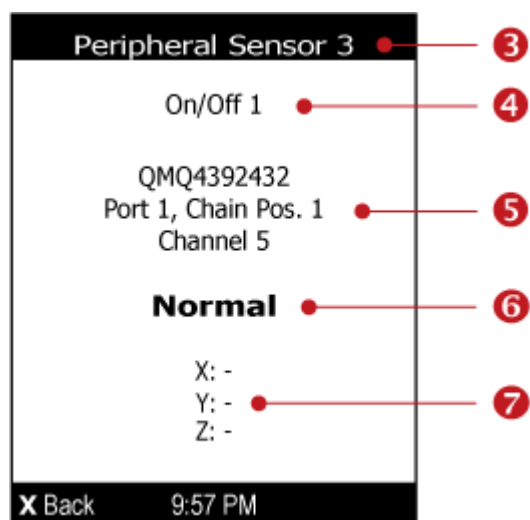 Peripheral Sensor 3
3
On/Off 1
4
QMQ4392432
Port 1, Chain Pos. 1
5
Channel 5
Normal
6
X: -
Y: -
7
Z: -
X Back 9:57 PM